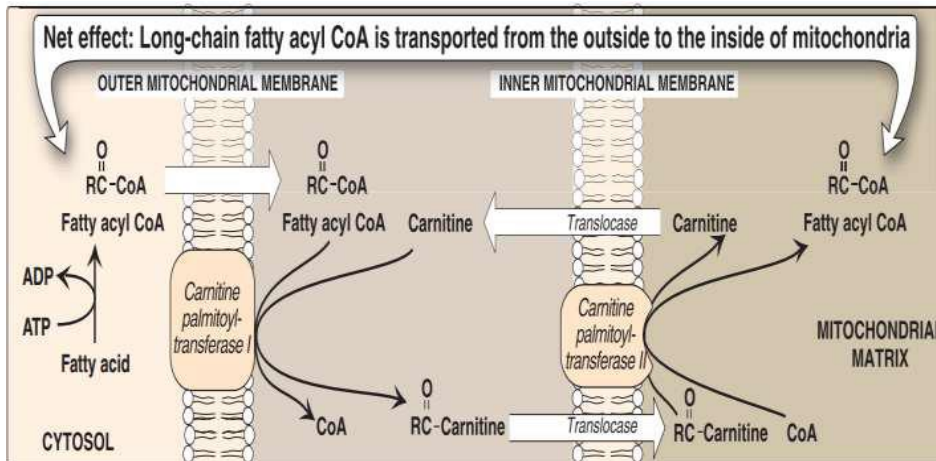 Net effect: Long-chain fatty acyl CoA is transported from the outside to the inside of mitochondria
OUTER MITOCHONDRIAL MEMBRANE
INNER MITOCHONDRIAL MEMBRANE
O
RC-CoA
Fatty acyl CoA
O
RC-CoA
Fatty acyl CoA
Carnitine
Translocase
Carnitine
O
RC-CoA
Fatty acyl CoA
ADP
ATP
Fatty acid
Carnitine
palmitoyl-
transferase I
Carnitine
palmitoyl-
transferase II
MITOCHONDRIAL
MATRIX
CYTOSOL
CoA
O
RC-Carnitine
Translocase
O
RC-Carnitine
CoA